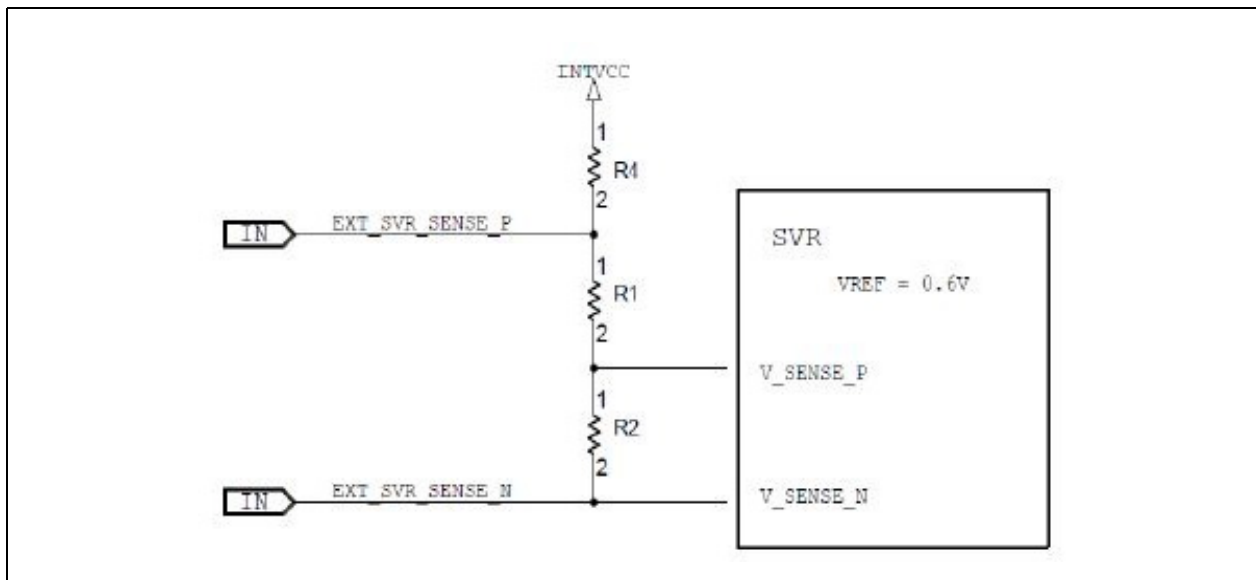 INTVCC
1
R4
2
IN
EXT_SVR_SENSE_P
1
R1
2
SVR
VREF = 0.6V
V_SENSE_P
1
R2
2
IN
EXT_SVR_SENSE_N
V_SENSE_N